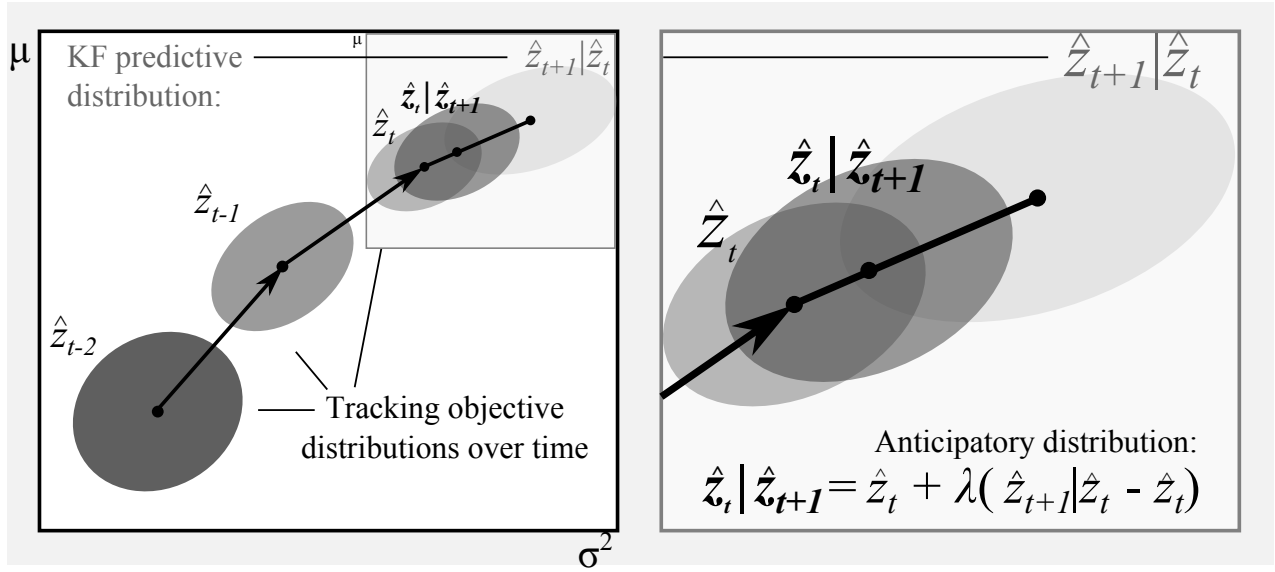 μ
KF predictive
distribution:
μ
ẑ_{t+1}|ẑ_t
ẑ_t|ẑ_{t+1}
ẑ_t
ẑ_{t-1}
ẑ_{t-2}
Tracking objective
distributions over time
σ²
ẑ_{t+1}|ẑ_t
ẑ_t|ẑ_{t+1}
ẑ_t
Anticipatory distribution:
ẑ_t|ẑ_{t+1} = ẑ_t + λ( ẑ_{t+1}|ẑ_t - ẑ_t)